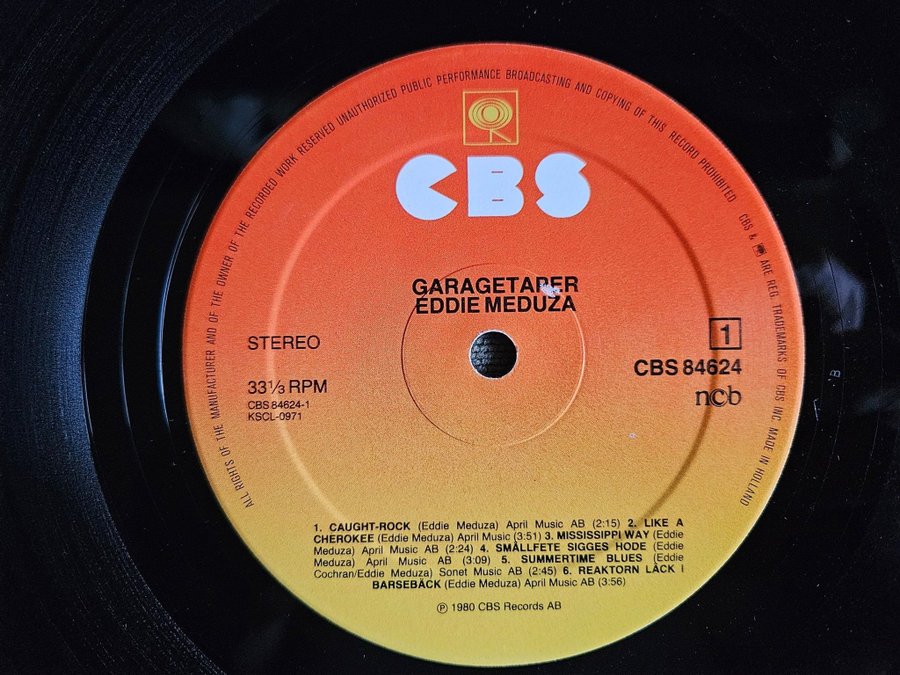 ALL RIGHTS OF THE MANUFACTURER AND OF THE OWNER OF THE RECORDED WORK RESERVED UNAUTHORIZED PUBLIC PERFORMANCE BROADCASTING AND COPYING OF THIS RECORD PROHIBITED
CBS & ARE REG. TRADEMARKS OF CBS INC. MADE IN HOLLAND
CBS
GARAGETAPER
EDDIE MEDUZA
STEREO
33⅓ RPM
CBS 84624-1
KSCL-0971
1
CBS 84624
ncb
1. CAUGHT-ROCK (Eddie Meduza) April Music AB (2:15) 2. LIKE A
CHEROKEE (Eddie Meduza) April Music (3:51) 3. MISSISSIPPI WAY (Eddie
Meduza) April Music AB (2:24) 4. SMÅLLFETE SIGGES HODE (Eddie
Meduza) April Music AB (3:09) 5. SUMMERTIME BLUES (Eddie
Cochran/Eddie Meduza) Sonet Music AB (2:45) 6. REAKTORN LÄCK I
BARSEBÄCK (Eddie Meduza) April Music AB (3:56)
℗ 1980 CBS Records AB